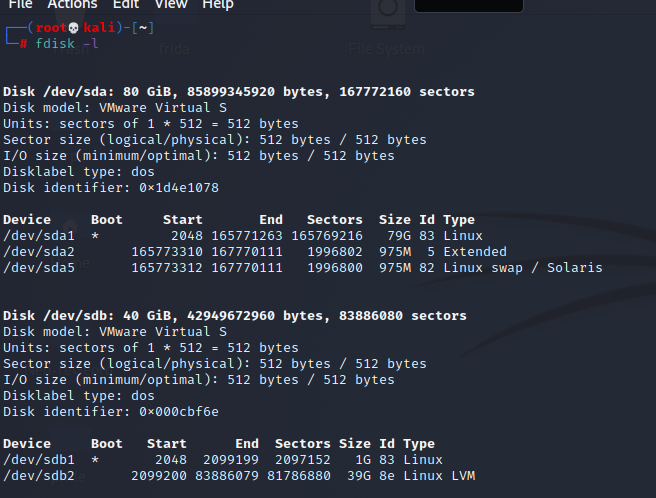 File Actions Edit View Help
┌──(root💀kali)-[~]
└─# fdisk -l
frida
File System
Disk /dev/sda: 80 GiB, 85899345920 bytes, 167772160 sectors
Disk model: VMware Virtual S
Units: sectors of 1 * 512 = 512 bytes
Sector size (logical/physical): 512 bytes / 512 bytes
I/O size (minimum/optimal): 512 bytes / 512 bytes
Disklabel type: dos
Disk identifier: 0×1d4e1078
Device Boot Start End Sectors Size Id Type
/dev/sda1 * 2048 165771263 165769216 79G 83 Linux
/dev/sda2 165773310 167770111 1996802 975M 5 Extended
/dev/sda5 165773312 167770111 1996800 975M 82 Linux swap / Solaris
Disk /dev/sdb: 40 GiB, 42949672960 bytes, 83886080 sectors
Disk model: VMware Virtual S
Units: sectors of 1 * 512 = 512 bytes
Sector size (logical/physical): 512 bytes / 512 bytes
I/O size (minimum/optimal): 512 bytes / 512 bytes
Disklabel type: dos
Disk identifier: 0×000cbf6e
Device Boot Start End Sectors Size Id Type
/dev/sdb1 * 2048 2099199 2097152 1G 83 Linux
/dev/sdb2 2099200 83886079 81786880 39G 8e Linux LVM